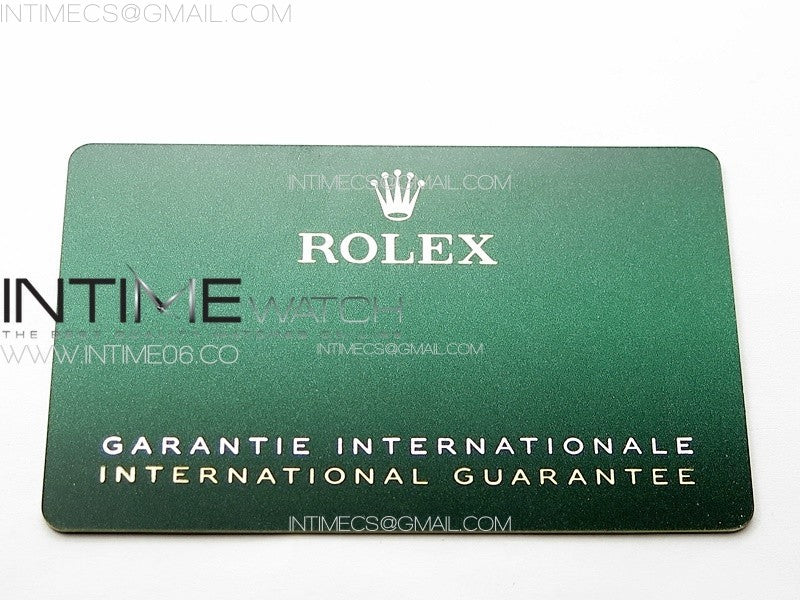 INTIMECS@GMAIL.COM
INTIMECS@GMAIL.COM
ROLEX
INTIME WATCH
WWW.INTIME06.CO
INTIMECS@GMAIL.COM
GARANTIE INTERNATIONALE
INTERNATIONAL GUARANTEE
INTIMECS@GMAIL.COM